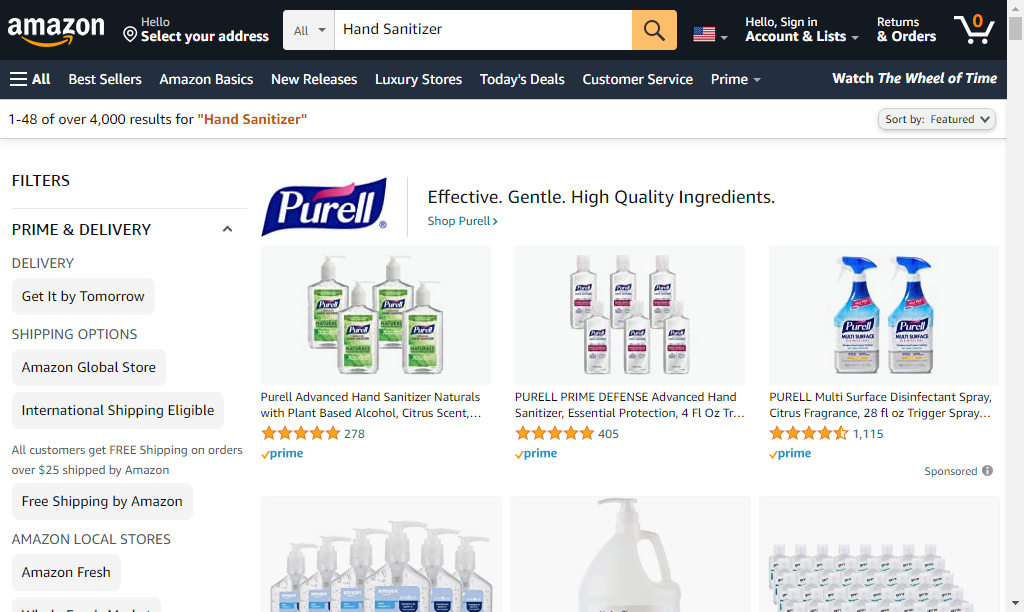 amazon
Hello
Select your address
All
Hand Sanitizer
Hello, Sign in
Account & Lists
Returns
& Orders
0
All
Best Sellers
Amazon Basics
New Releases
Luxury Stores
Today's Deals
Customer Service
Prime
Watch The Wheel of Time
1-48 of over 4,000 results for "Hand Sanitizer"
Sort by: Featured
FILTERS
PRIME & DELIVERY
DELIVERY
Get It by Tomorrow
SHIPPING OPTIONS
Amazon Global Store
International Shipping Eligible
All customers get FREE Shipping on orders
over $25 shipped by Amazon
Free Shipping by Amazon
AMAZON LOCAL STORES
Amazon Fresh
Purell®
Effective. Gentle. High Quality Ingredients.
Shop Purell
Purell Advanced Hand Sanitizer Naturals
with Plant Based Alcohol, Citrus Scent,...
278
prime
PURELL PRIME DEFENSE Advanced Hand
Sanitizer, Essential Protection, 4 Fl Oz Tr...
405
prime
Purell
MULTI SURFACE
PURELL Multi Surface Disinfectant Spray,
Citrus Fragrance, 28 fl oz Trigger Spray...
1,115
prime
Sponsored